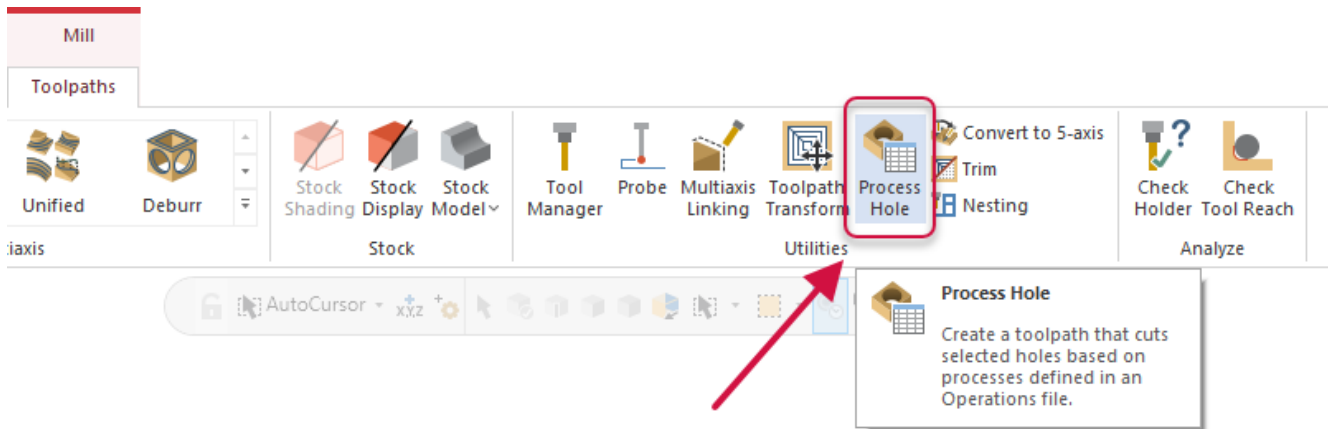 Mill
Toolpaths
Unified
Deburr
Stock Shading
Stock Display
Stock Model
Tool Manager
Probe
Multiaxis Linking
Toolpath Transform
Process Hole
Convert to 5-axis
Trim
Nesting
Check Holder
Check Tool Reach
tiaxis
Stock
Utilities
Analyze
AutoCursor
x,y,z
Process Hole
Create a toolpath that cuts
selected holes based on
processes defined in an
Operations file.